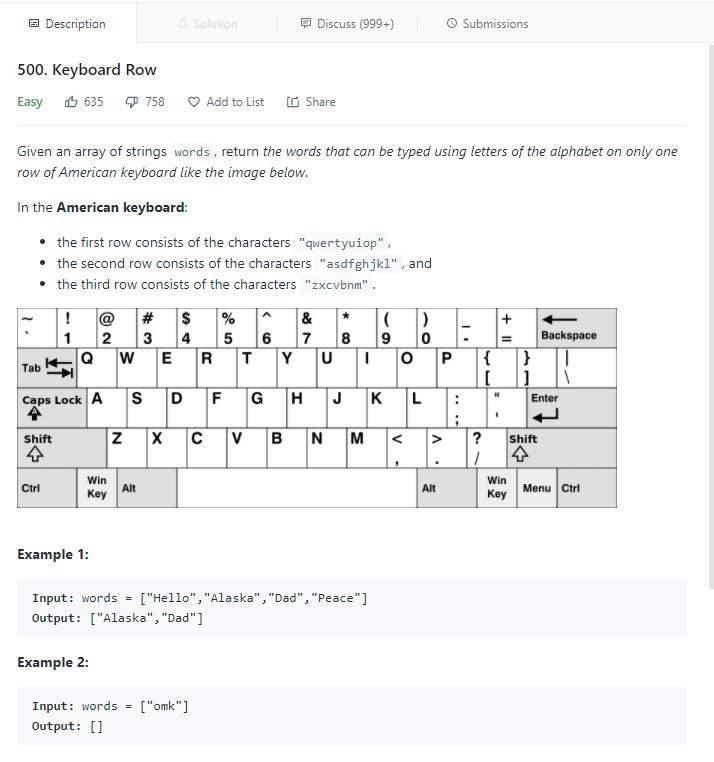 Description
Solution
Discuss (999+)
Submissions
500. Keyboard Row
Easy 635 758 Add to List Share
Given an array of strings words , return the words that can be typed using letters of the alphabet on only one
row of American keyboard like the image below.
In the American keyboard:
• the first row consists of the characters "qwertyuiop" ,
• the second row consists of the characters "asdfghjkl" , and
• the third row consists of the characters "zxcvbnm" .
~ ! @ # $ % ^ & * ( ) _ +
` 1 2 3 4 5 6 7 8 9 0 - = Backspace
Tab Q W E R T Y U I O P { } |
[ ] \
Caps Lock A S D F G H J K L : " Enter
; '
Shift Z X C V B N M < > ? Shift
, . /
Ctrl Win Key Alt Alt Win Key Menu Ctrl
Example 1:
Input: words = ["Hello","Alaska","Dad","Peace"]
Output: ["Alaska","Dad"]
Example 2:
Input: words = ["omk"]
Output: []